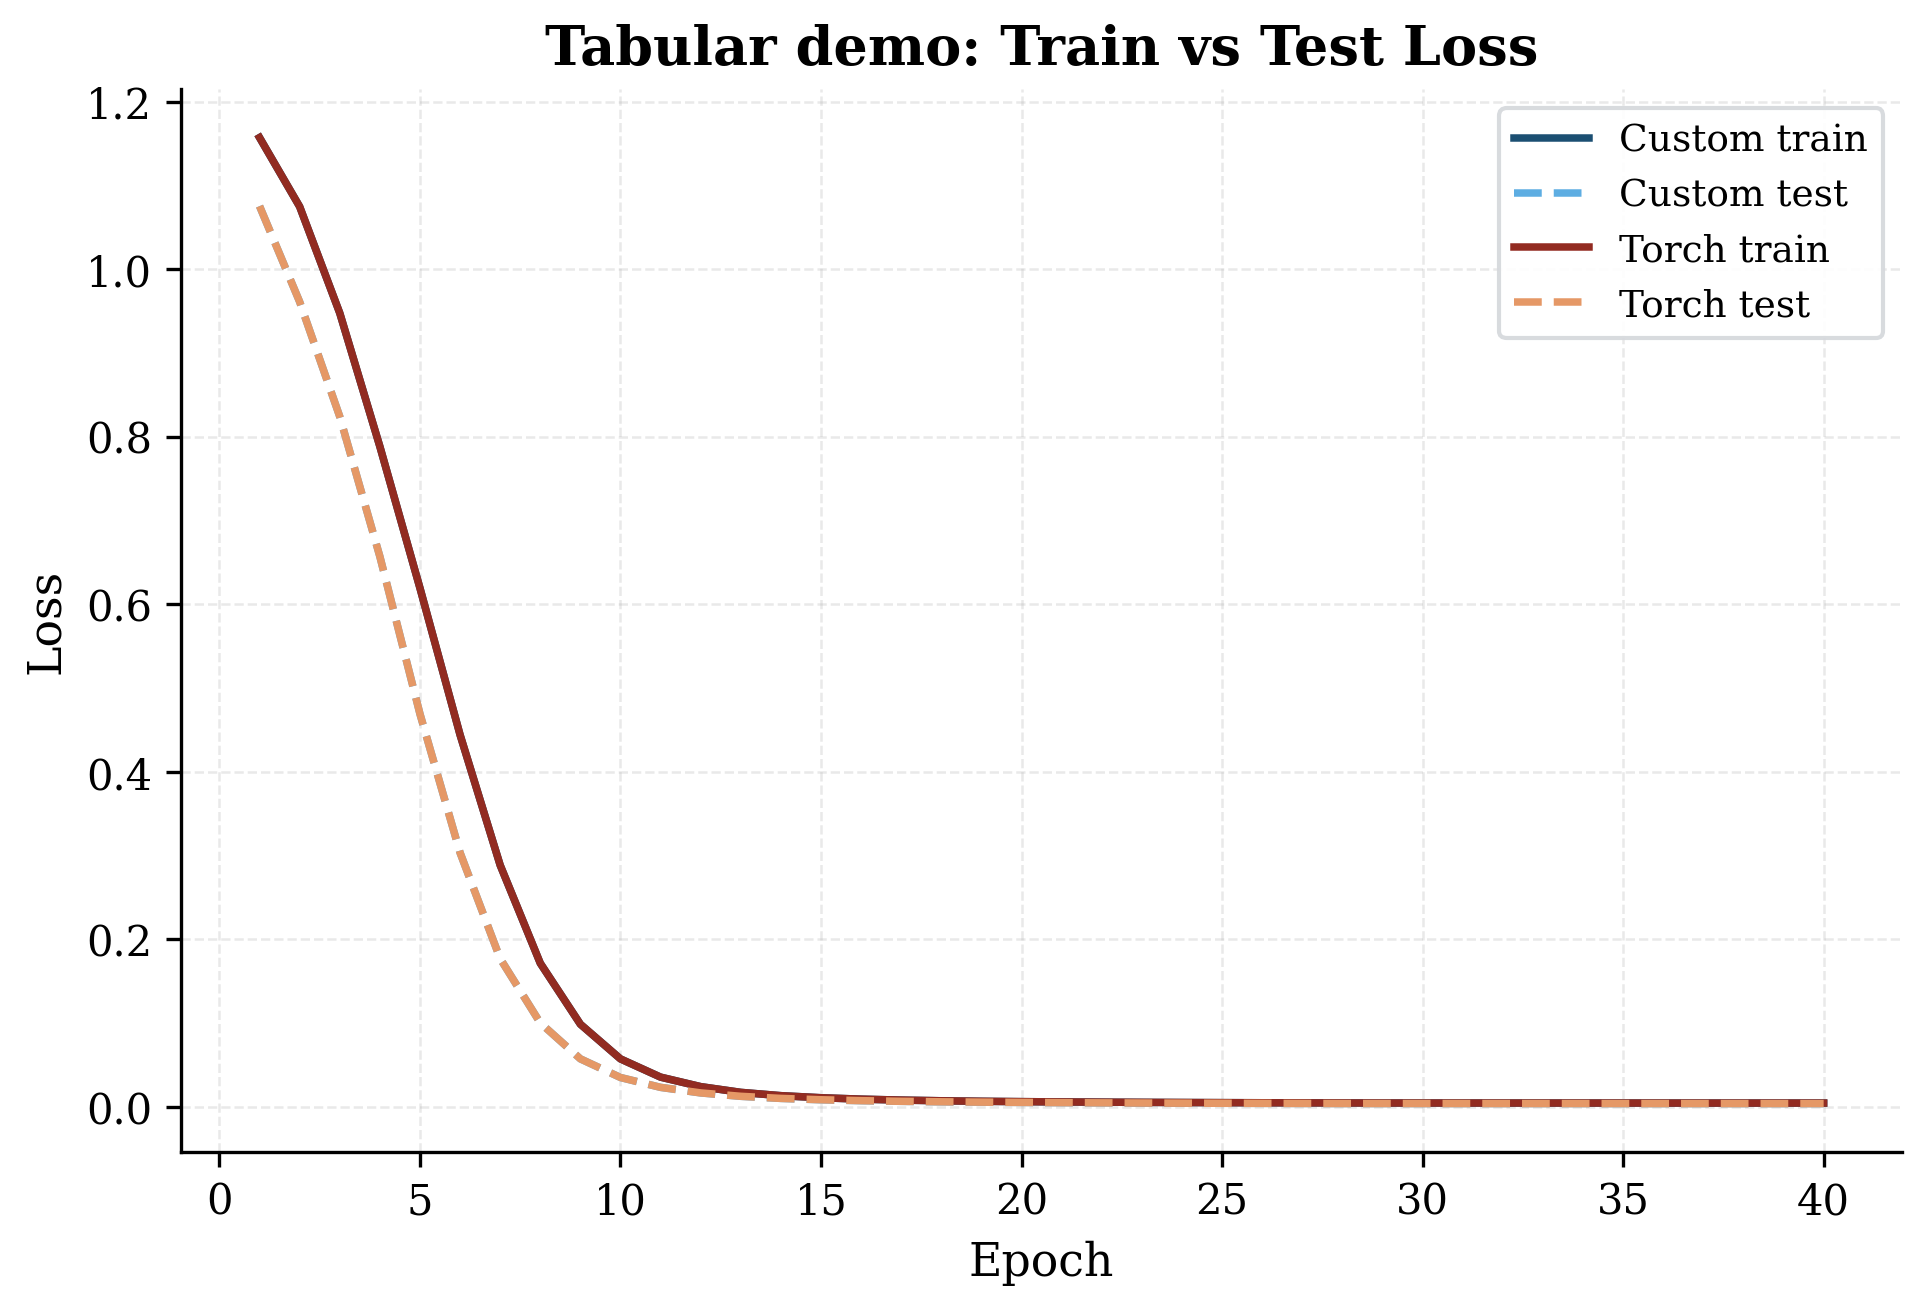 Tabular demo: Train vs Test Loss
1.2
1.0
0.8
0.6
0.4
0.2
0.0
Loss
Custom train
Custom test
Torch train
Torch test
0 5 10 15 20 25 30 35 40
Epoch